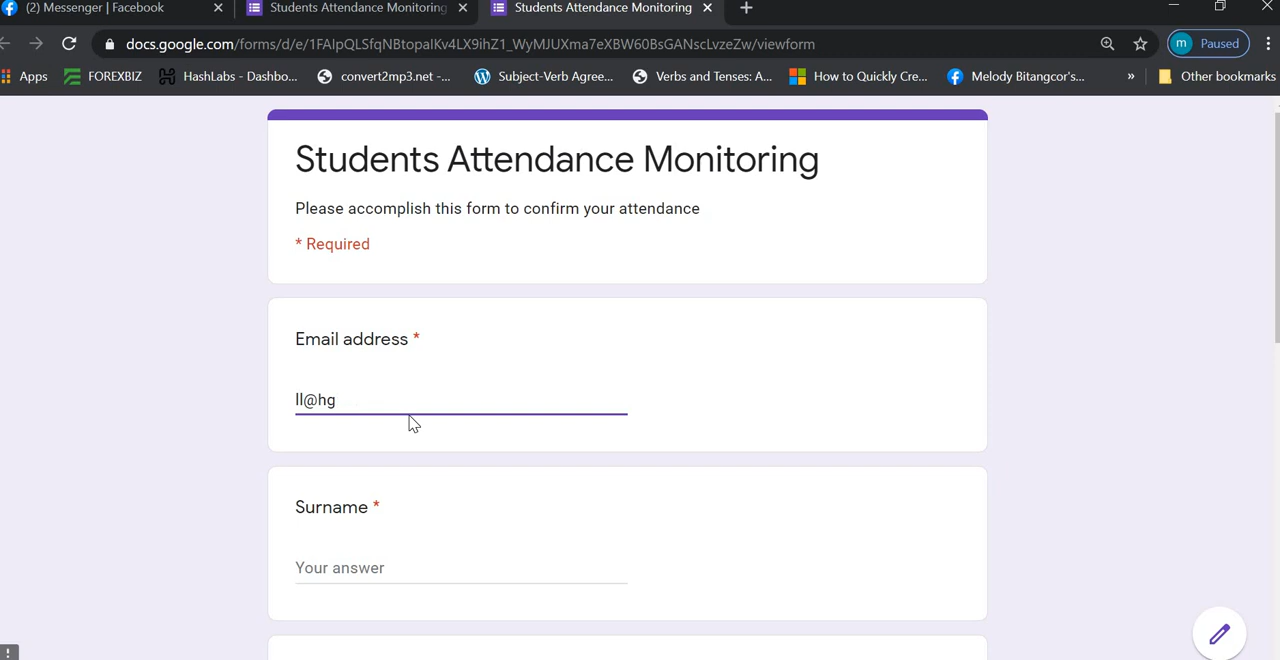 (2) Messenger | Facebook
Students Attendance Monitoring
Students Attendance Monitoring
docs.google.com/forms/d/e/1FAIpQLSfqNBtopaIKv4LX9ihZ1_WyMJUXma7eXBW60BsGANscLvzeZw/viewform
m Paused
Apps FOREXBIZ HashLabs - Dashbo... convert2mp3.net -... Subject-Verb Agree... Verbs and Tenses: A... How to Quickly Cre... Melody Bitangcor's... » Other bookmarks
Students Attendance Monitoring
Please accomplish this form to confirm your attendance
* Required
Email address *
ll@hg
Surname *
Your answer